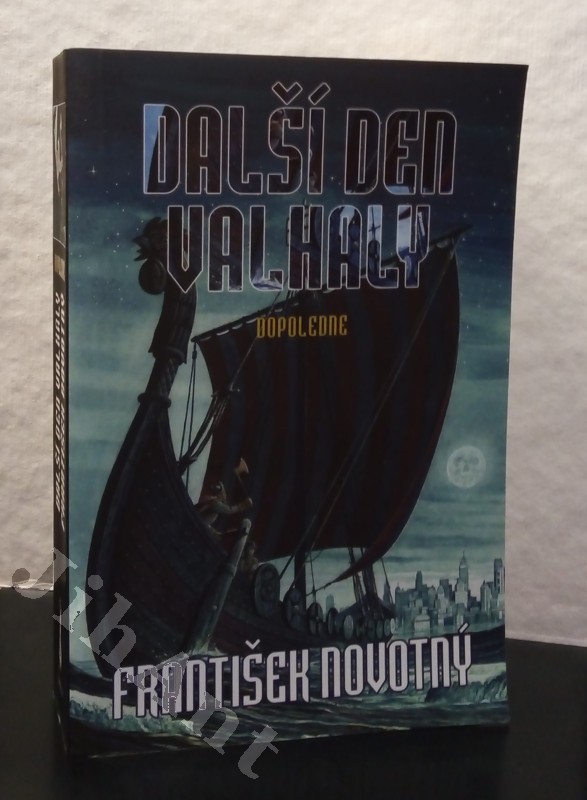 DALŠÍ DEN
VALHALY
DOPOLEDNE
FRANTIŠEK NOVOTNÝ